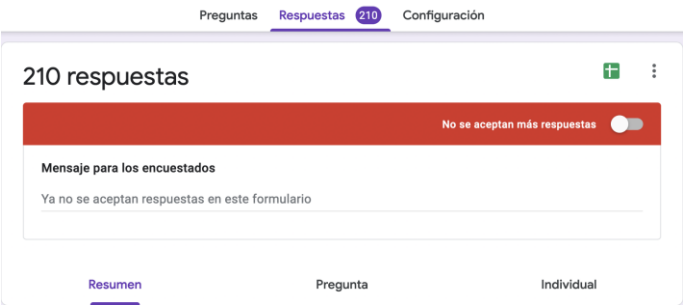 Preguntas Respuestas 210 Configuración
210 respuestas
No se aceptan más respuestas
Mensaje para los encuestados
Ya no se aceptan respuestas en este formulario
Resumen Pregunta Individual